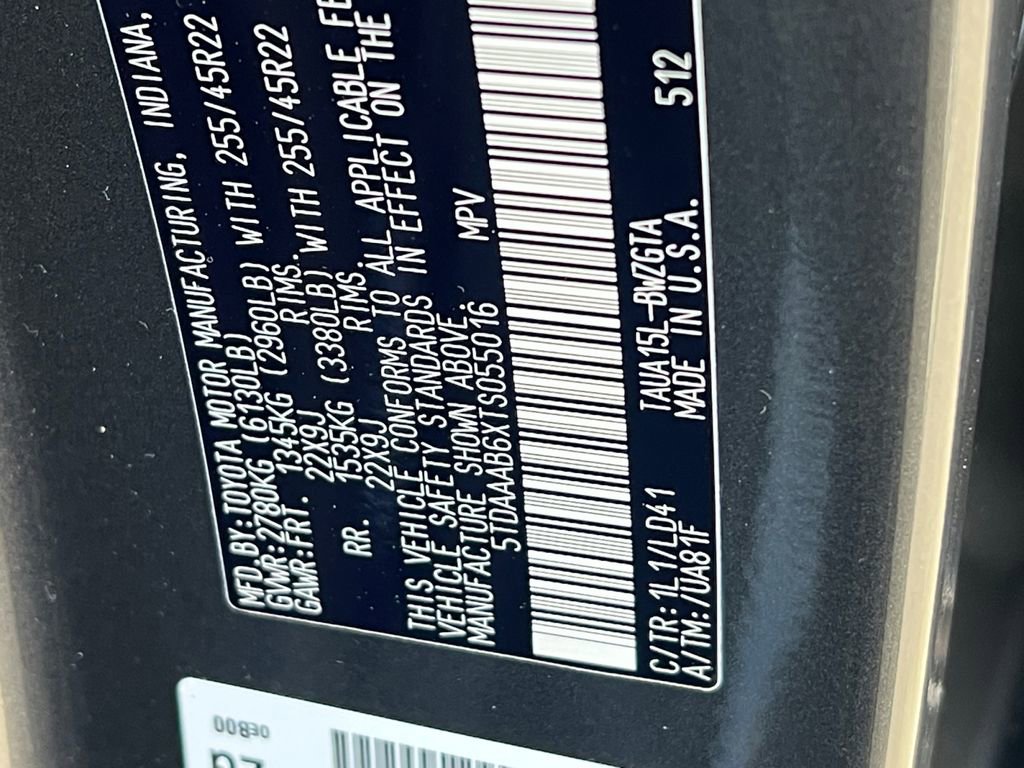 MFD.BY:TOYOTA MOTOR MANUFACTURING, INDIANA,
GVWR:2780KG (6130LB)
GAWR:FRT. 1345KG (2960LB) WITH 255/45R22
22X9J RIMS.
RR. 1535KG (3380LB) WITH 255/45R22
22X9J RIMS.
THIS VEHICLE CONFORMS TO ALL APPLICABLE
VEHICLE SAFETY STANDARDS IN EFFECT ON THE
MANUFACTURE SHOWN ABOVE.
5TDAAAB6XTS055016 MPV
C/TR:1L1/LD41 TAUA15L-BWZGTA
A/TM:/UA81F MADE IN U.S.A. 512
0EB00